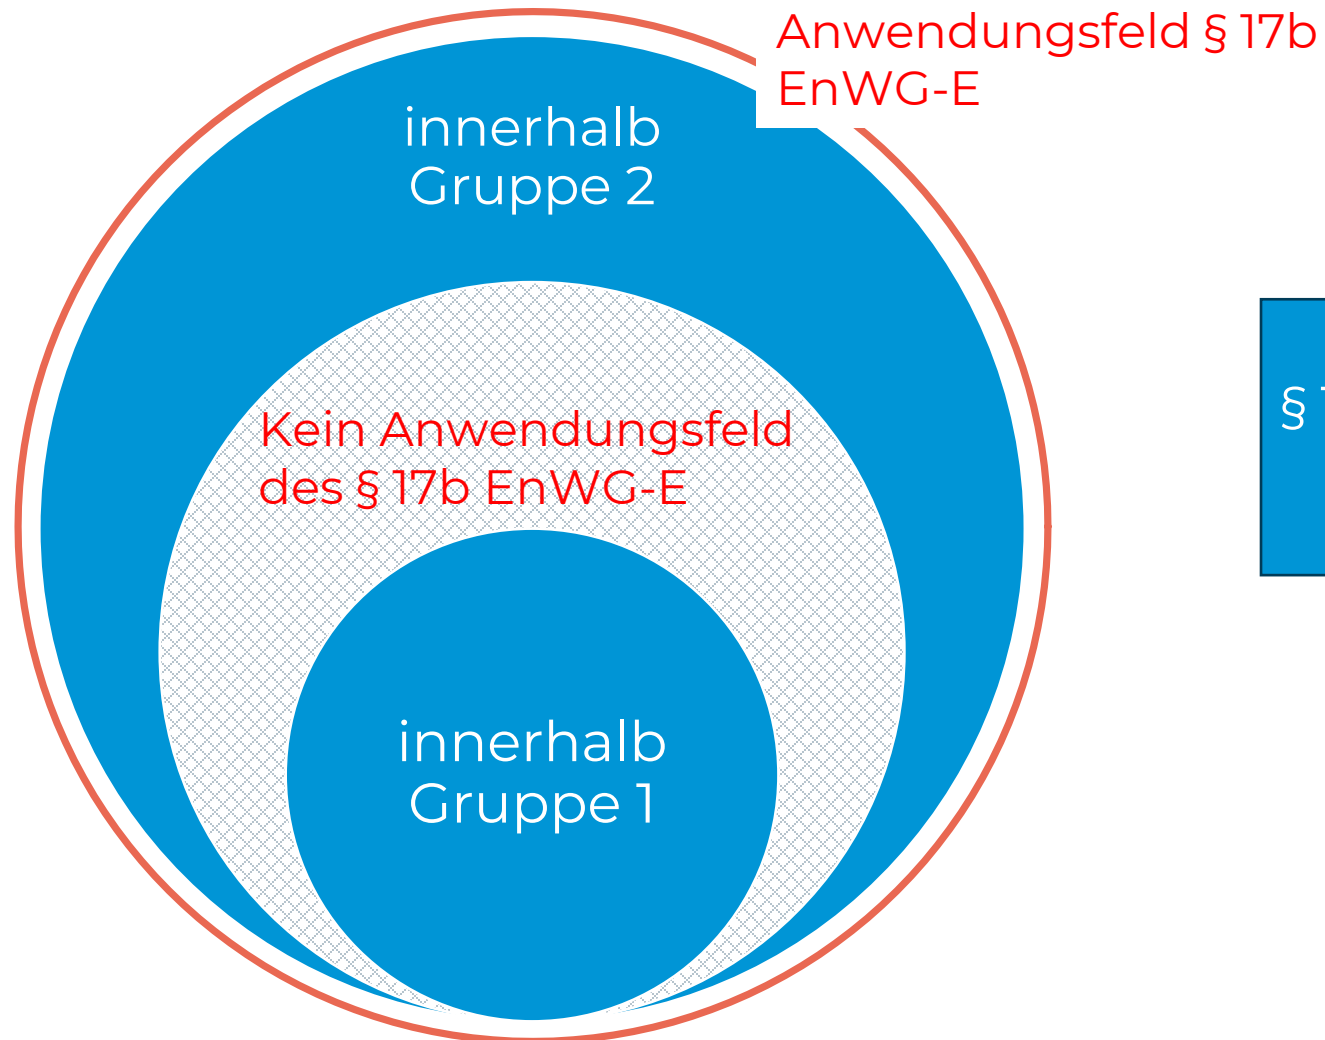 Anwendungsfeld § 17b
EnWG-E
innerhalb
Gruppe 2
Kein Anwendungsfeld
des § 17b EnWG-E
§
innerhalb
Gruppe 1